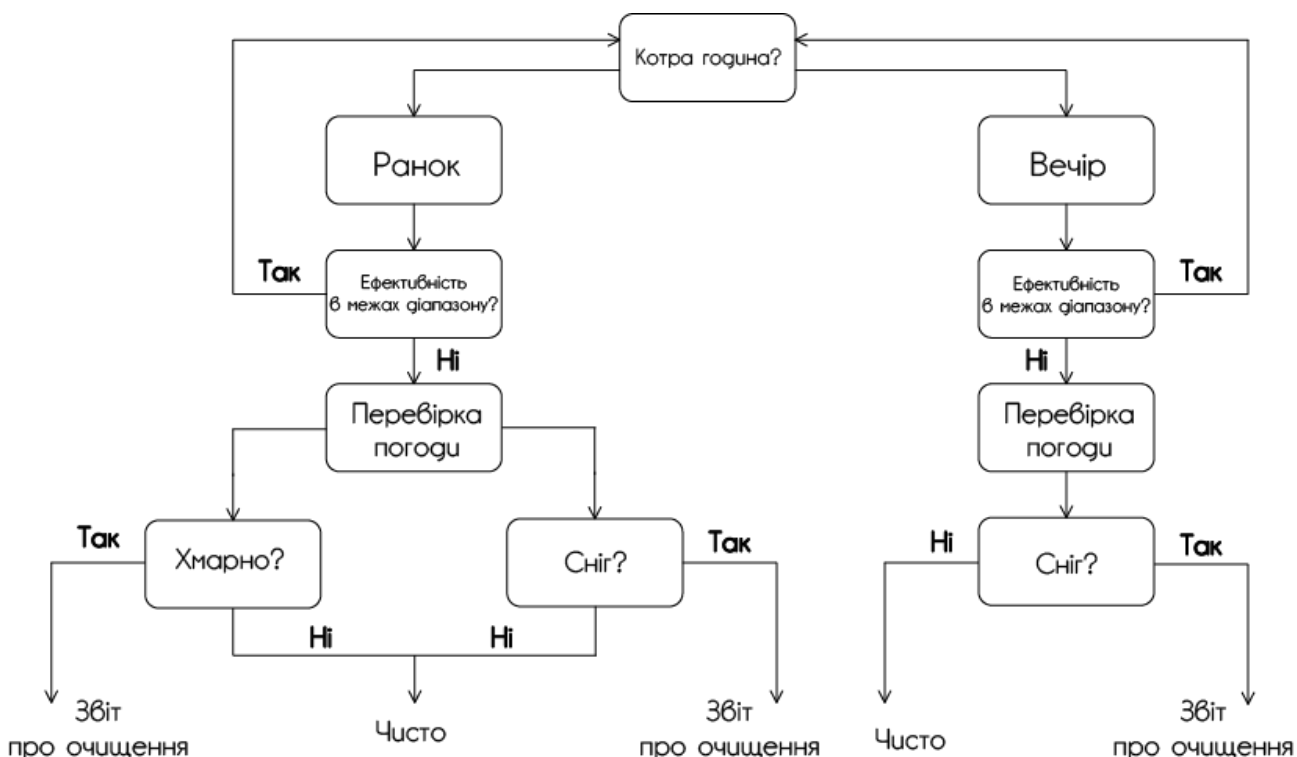 Котра година?
Ранок
Вечір
Так
Ефективність
в межах діапазону?
Ефективність
в межах діапазону?
Так
Ні
Ні
Перевірка
погоди
Перевірка
погоди
Так
Хмарно?
Сніг?
Так
Ні
Сніг?
Так
Ні
Ні
Звіт
про очищення
Чисто
Звіт
про очищення
Чисто
Звіт
про очищення